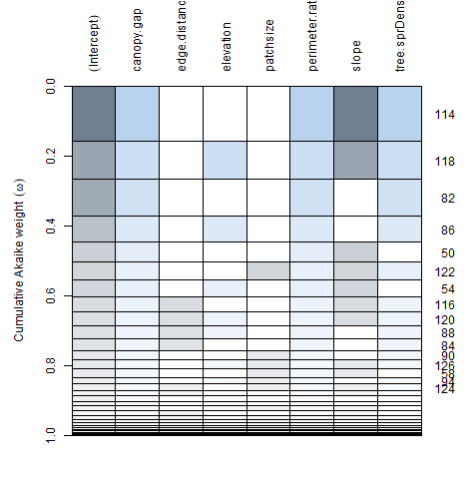 (Intercept)
canopy.gap
edge.distanc
elevation
patchsize
perimeter.rat
slope
tree.sprDens
Cumulative Akaike weight (ω)
0.0
0.2
0.4
0.6
0.8
1.0
114
118
82
86
50
122
54
116
120
88
84
90
126
58
94
124